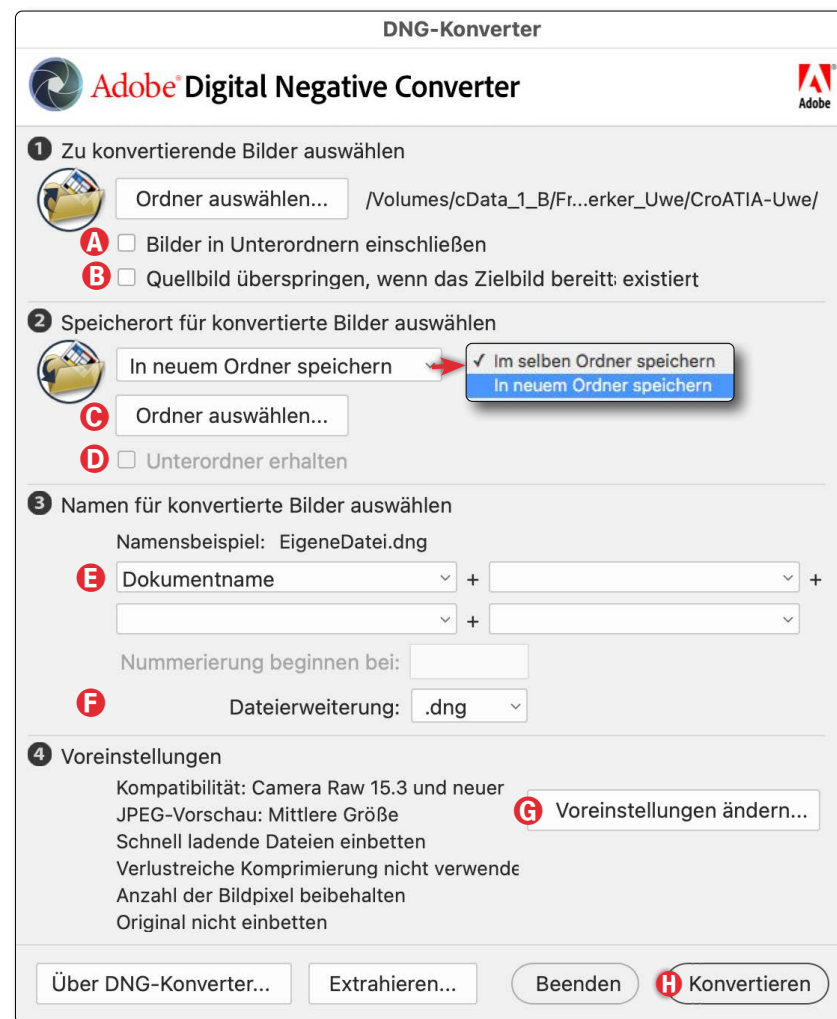 DNG-Konverter
Adobe® Digital Negative Converter
Adobe®
1 Zu konvertierende Bilder auswählen
Ordner auswählen... /Volumes/cData_1_B/Fr...erker_Uwe/CroATIA-Uwe/
A Bilder in Unterordnern einschließen
B Quellbild überspringen, wenn das Zielbild bereits existiert
2 Speicherort für konvertierte Bilder auswählen
In neuem Ordner speichern
✓ Im selben Ordner speichern
In neuem Ordner speichern
C Ordner auswählen...
D Unterordner erhalten
3 Namen für konvertierte Bilder auswählen
Namensbeispiel: EigeneDatei.dng
E Dokumentname + +
+
Nummerierung beginnen bei:
F Dateierweiterung: .dng
4 Voreinstellungen
Kompatibilität: Camera Raw 15.3 und neuer
G Voreinstellungen ändern...
JPEG-Vorschau: Mittlere Größe
Schnell ladende Dateien einbetten
Verlustreiche Komprimierung nicht verwende
Anzahl der Bildpixel beibehalten
Original nicht einbetten
Über DNG-Konverter... Extrahieren... Beenden H Konvertieren